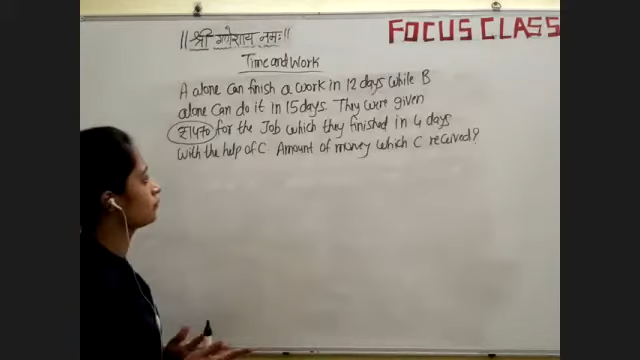 ||श्री गणेशाय नमः||
FOCUS CLASS
Time and Work
A alone can finish a work in 12 days while B
alone can do it in 15 days. They were given
₹1470 for the Job which they finished in 4 days
with the help of C. Amount of money which C received?